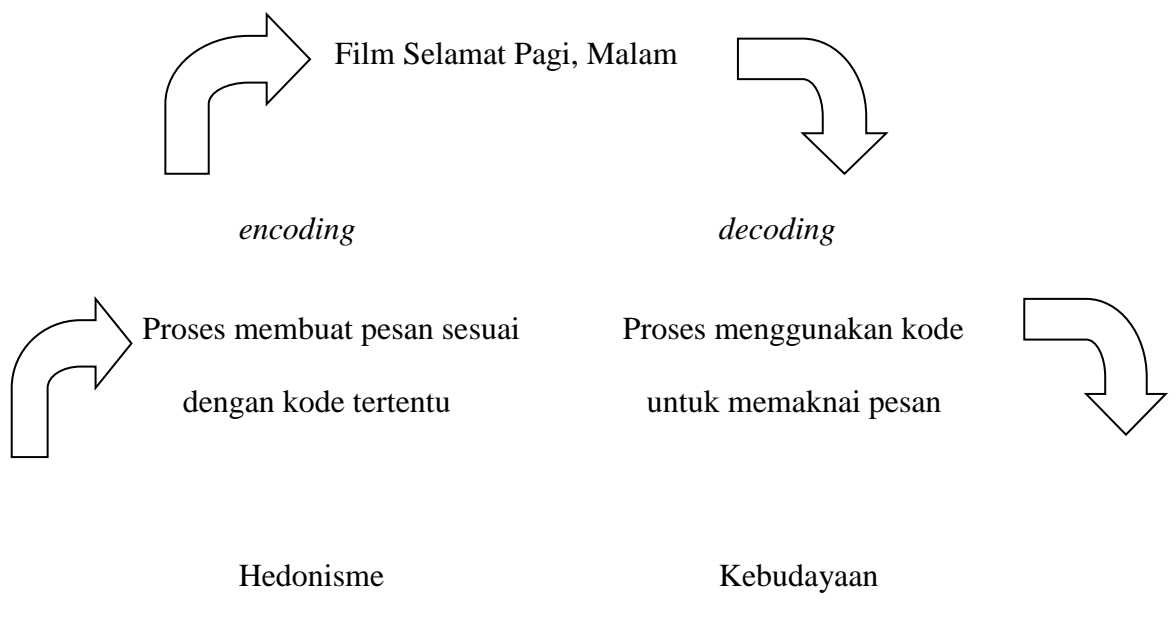 Film Selamat Pagi, Malam
encoding
decoding
Proses membuat pesan sesuai
dengan kode tertentu
Proses menggunakan kode
untuk memaknai pesan
Hedonisme
Kebudayaan